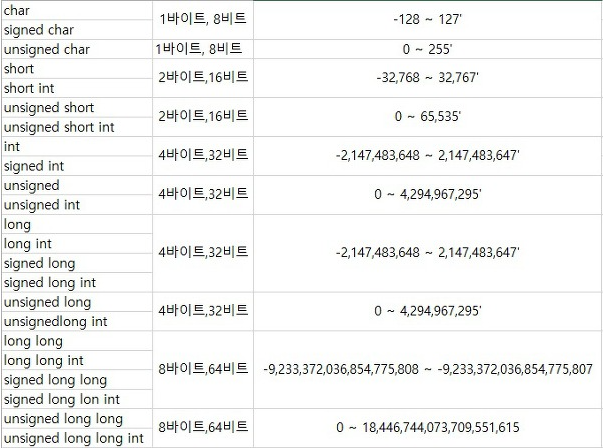 char
signed char
1바이트, 8비트
-128 ~ 127'
unsigned char
1바이트, 8비트
0 ~ 255'
short
short int
2바이트,16비트
-32,768 ~ 32,767'
unsigned short
unsigned short int
2바이트,16비트
0 ~ 65,535'
int
signed int
4바이트,32비트
-2,147,483,648 ~ 2,147,483,647'
unsigned
unsigned int
4바이트,32비트
0 ~ 4,294,967,295'
long
long int
signed long
signed long int
4바이트,32비트
-2,147,483,648 ~ 2,147,483,647'
unsigned long
unsignedlong int
4바이트,32비트
0 ~ 4,294,967,295'
long long
long long int
signed long long
signed long lon int
8바이트,64비트
-9,233,372,036,854,775,808 ~ -9,233,372,036,854,775,807
unsigned long long
unsigned long long int
8바이트,64비트
0 ~ 18,446,744,073,709,551,615